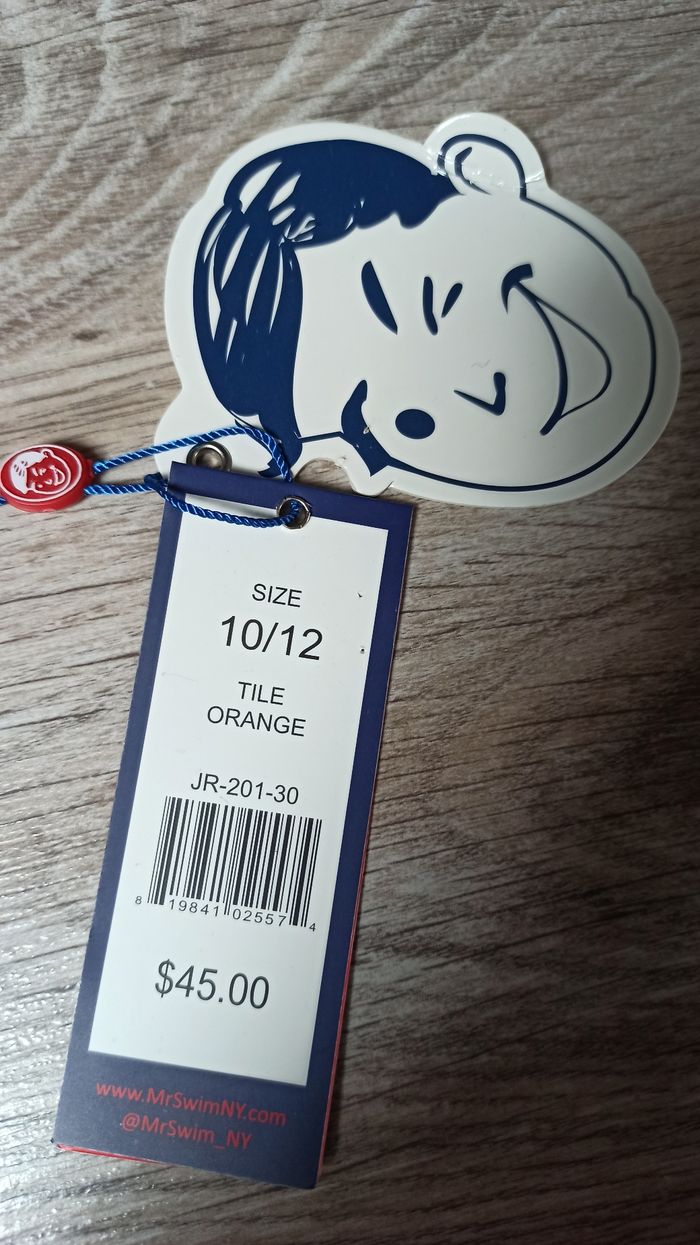 SIZE
10/12
TILE
ORANGE
JR-201-30
8 19841 02557 4
$45.00
www.MrSwimNY.com
@MrSwim_NY